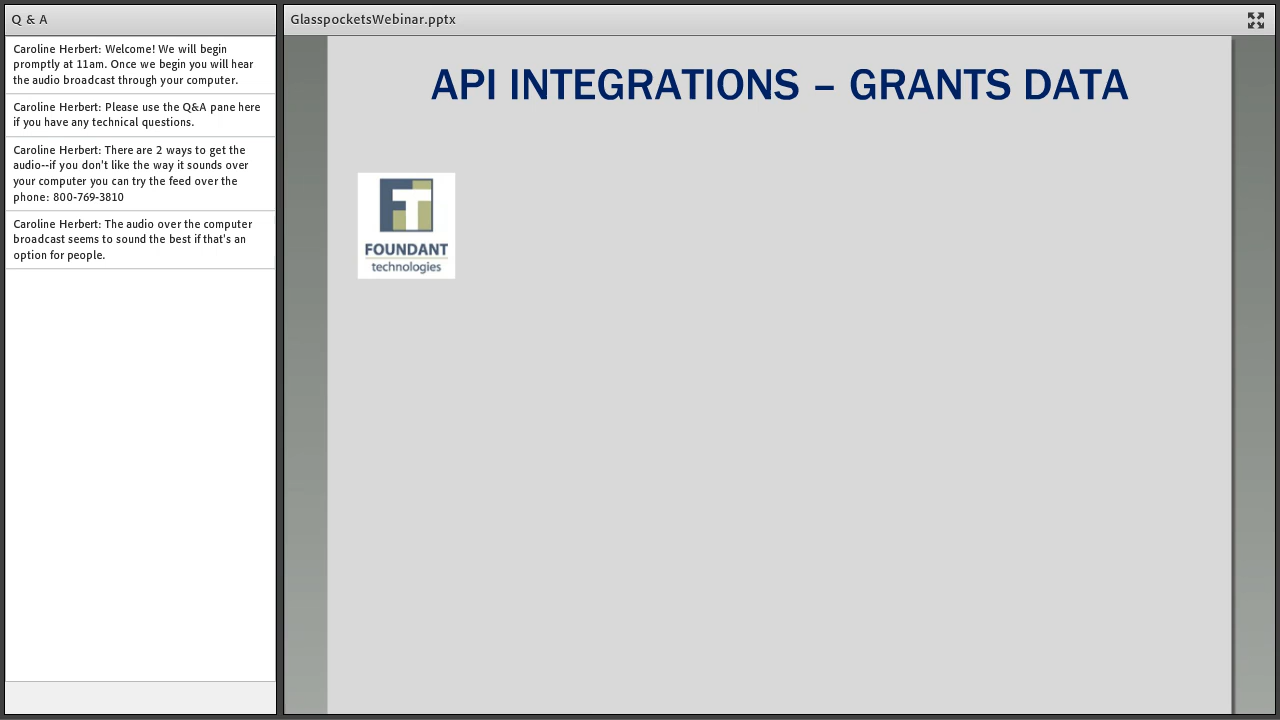 Q & A
Caroline Herbert: Welcome! We will begin
promptly at 11am. Once we begin you will hear
the audio broadcast through your computer.
Caroline Herbert: Please use the Q&A pane here
if you have any technical questions.
Caroline Herbert: There are 2 ways to get the
audio--if you don't like the way it sounds over
your computer you can try the feed over the
phone: 800-769-3810
Caroline Herbert: The audio over the computer
broadcast seems to sound the best if that's an
option for people.
GlasspocketsWebinar.pptx
API INTEGRATIONS – GRANTS DATA
FT
FOUNDANT
technologies